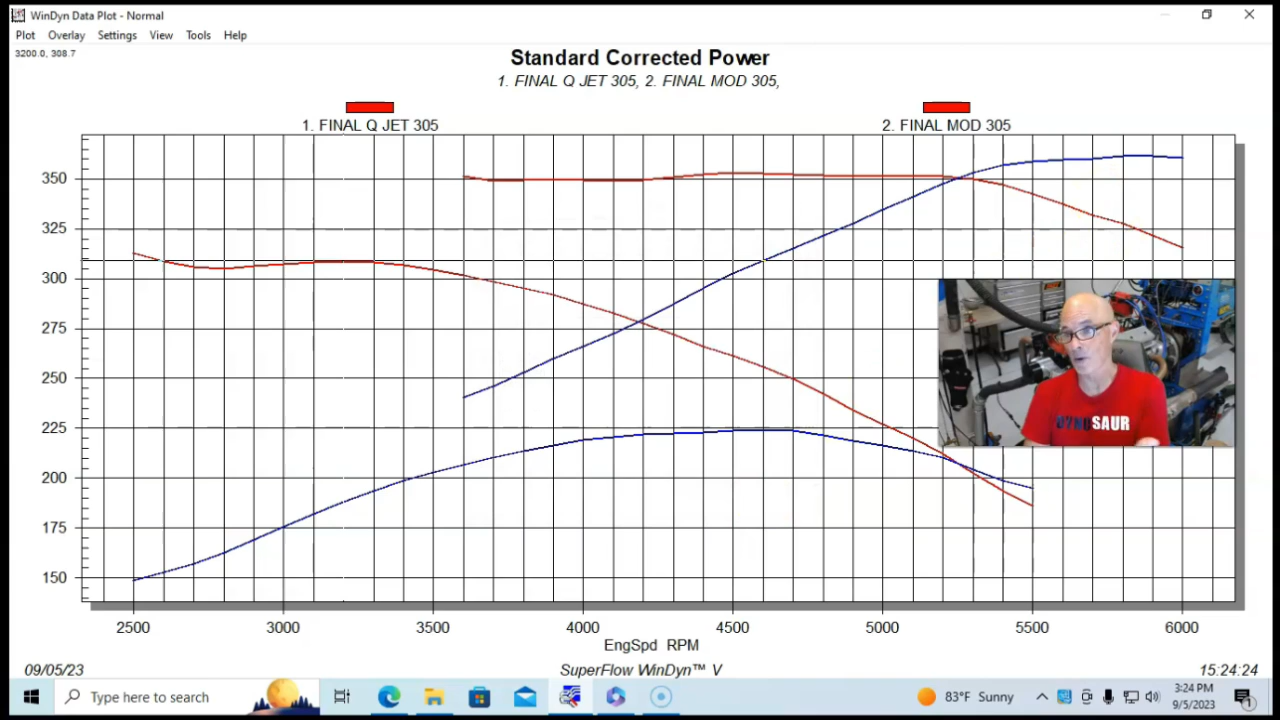 WinDyn Data Plot - Normal
Plot Overlay Settings View Tools Help
3200.0, 308.7
Standard Corrected Power
1. FINAL Q JET 305, 2. FINAL MOD 305,
1. FINAL Q JET 305 2. FINAL MOD 305
350
325
300
275
250
225
200
175
150
DYNOSAUR
2500 3000 3500 4000 4500 5000 5500 6000
EngSpd RPM
09/05/23 SuperFlow WinDyn™ V 15:24:24
Type here to search 83°F Sunny 3:24 PM
9/5/2023 1